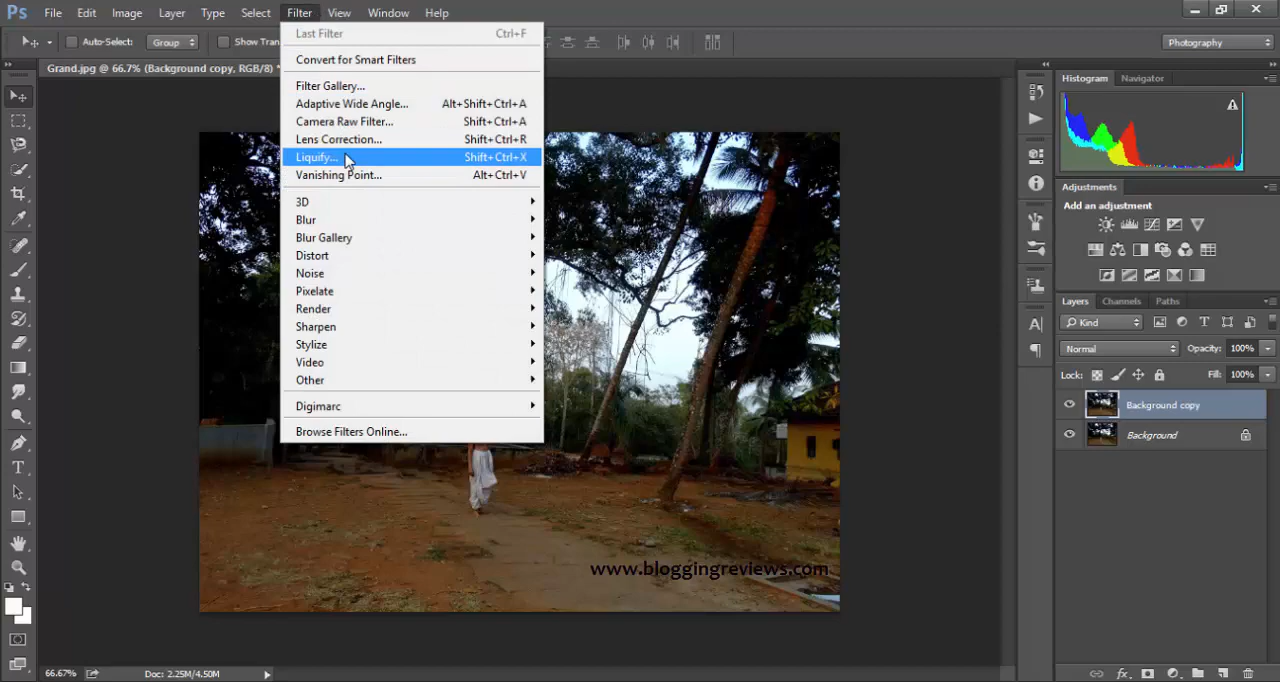 Ps File Edit Image Layer Type Select Filter View Window Help
Auto-Select: Group Show Tran
Photography
Grand.jpg @ 66.7% (Background copy, RGB/8) *
Last Filter Ctrl+F
Convert for Smart Filters
Filter Gallery...
Adaptive Wide Angle... Alt+Shift+Ctrl+A
Camera Raw Filter... Shift+Ctrl+A
Lens Correction... Shift+Ctrl+R
Liquify... Shift+Ctrl+X
Vanishing Point... Alt+Ctrl+V
3D
Blur
Blur Gallery
Distort
Noise
Pixelate
Render
Sharpen
Stylize
Video
Other
Digimarc
Browse Filters Online...
www.bloggingreviews.com
Histogram Navigator
Adjustments
Add an adjustment
Layers Channels Paths
Kind
Normal Opacity: 100%
Lock: Fill: 100%
Background copy
Background
66.67% Doc: 2.25M/4.50M